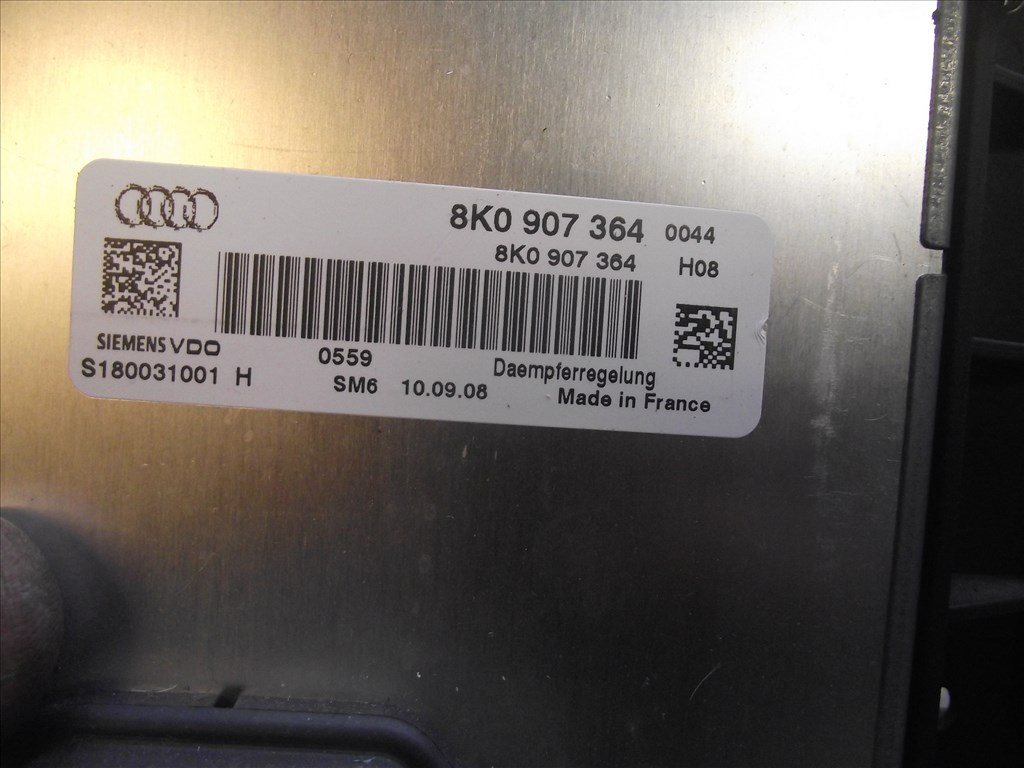 8K0 907 364 0044
8K0 907 364 H08
SIEMENS VDO
S180031001 H
0559
SM6 10.09.08
Daempferregelung
Made in France